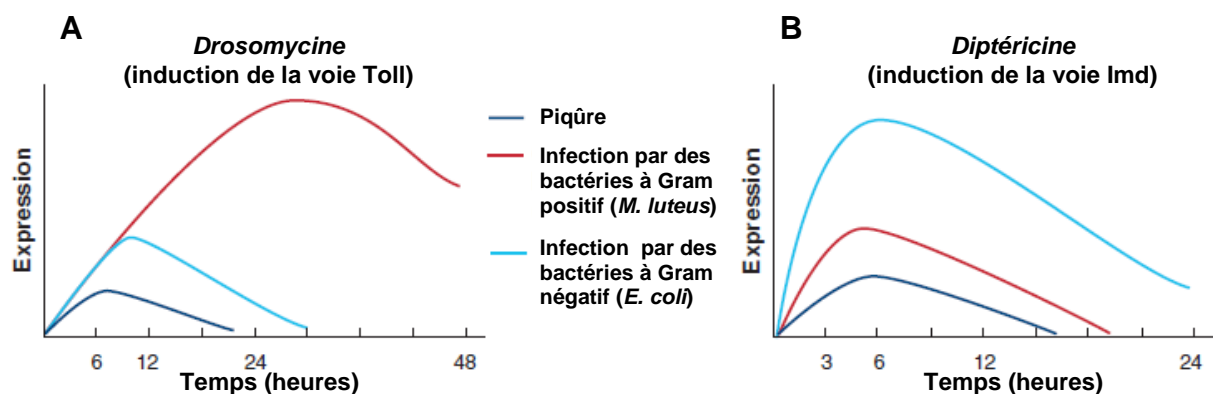 A
Drosomycine
(induction de la voie Toll)
Expression
6 12 24 48
Temps (heures)
Piqûre
Infection par des
bactéries à Gram
positif (M. luteus)
Infection par des
bactéries à Gram
négatif (E. coli)
B
Diptéricine
(induction de la voie Imd)
Expression
3 6 12 24
Temps (heures)